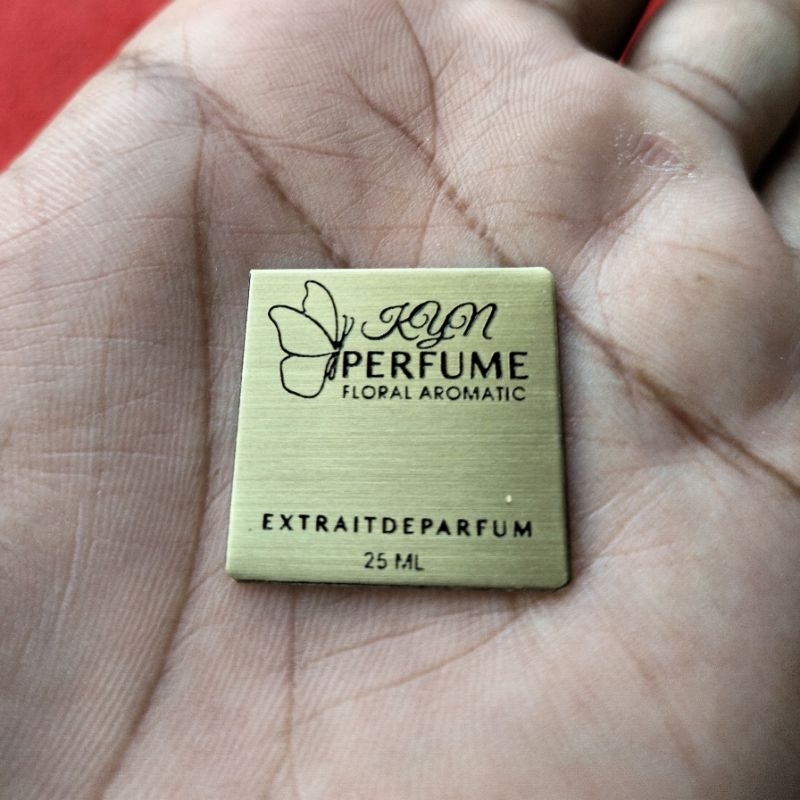 KYN
PERFUME
FLORAL AROMATIC
EXTRAITDEPARFUM
25 ML